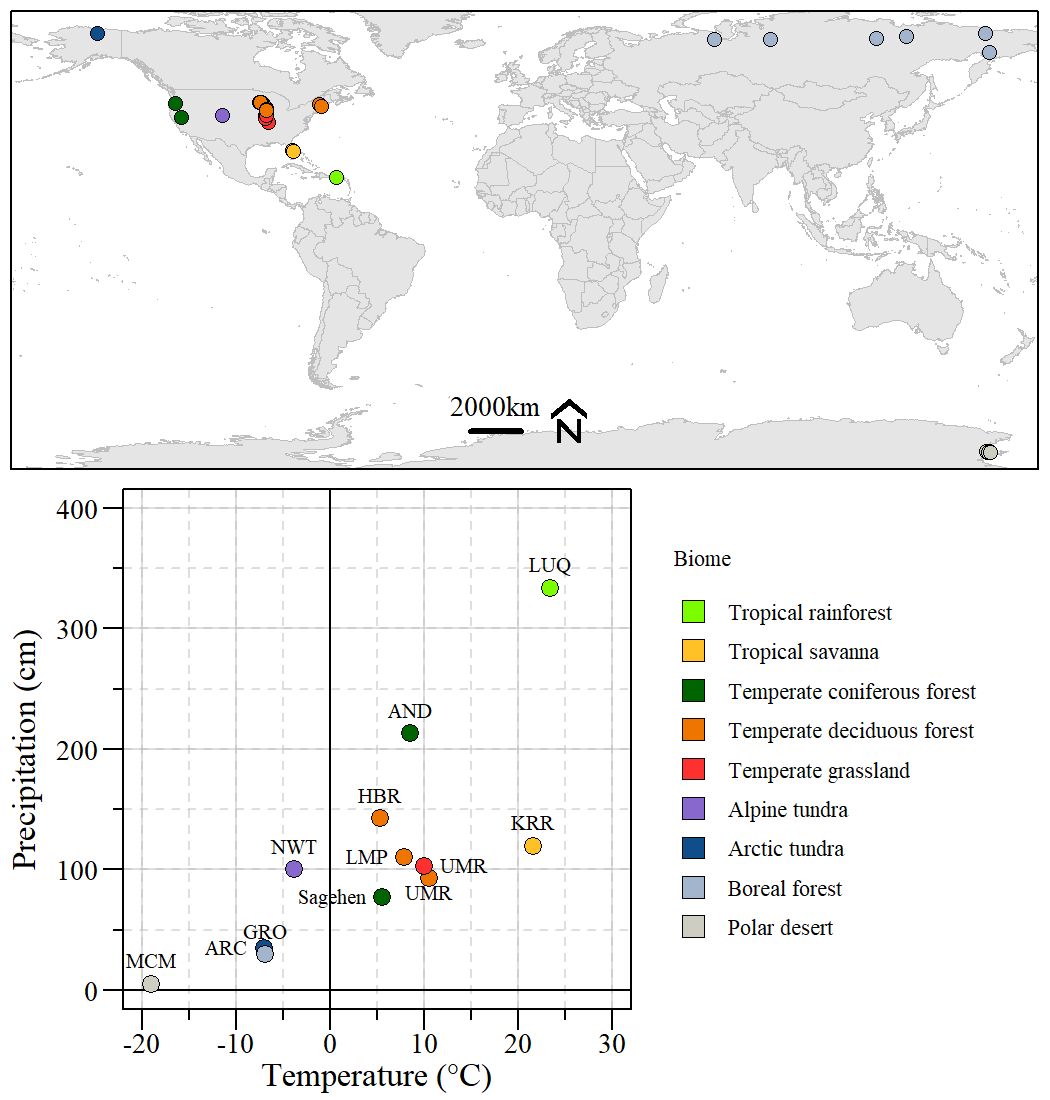 2000km
N
400
300
200
100
0
Precipitation (cm)
LUQ
AND
HBR
KRR
NWT
LMP
UMR
Sagehen
UMR
GRO
ARC
MCM
-20
-10
0
10
20
30
Temperature (°C)
Biome
Tropical rainforest
Tropical savanna
Temperate coniferous forest
Temperate deciduous forest
Temperate grassland
Alpine tundra
Arctic tundra
Boreal forest
Polar desert